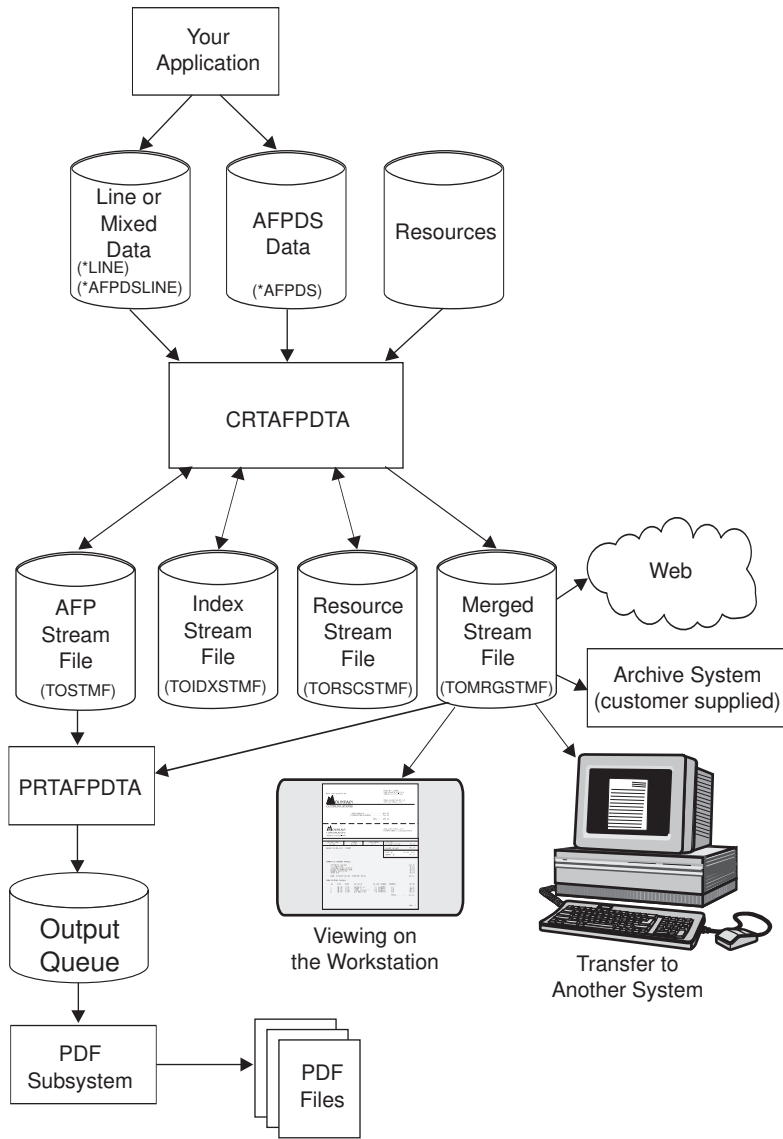 Your
Application
Line or
Mixed
Data
(*LINE)
(*AFPDSLINE)
AFPDS
Data
(*AFPDS)
Resources
CRTAFPDTA
AFP
Stream
File
(TOSTMF)
Index
Stream
File
(TOIDXSTMF)
Resource
Stream
File
(TORSCSTMF)
Merged
Stream
File
(TOMRGSTMF)
Web
Archive System
(customer supplied)
PRTAFPDTA
Output
Queue
Viewing on
the Workstation
Transfer to
Another System
PDF
Subsystem
PDF
Files